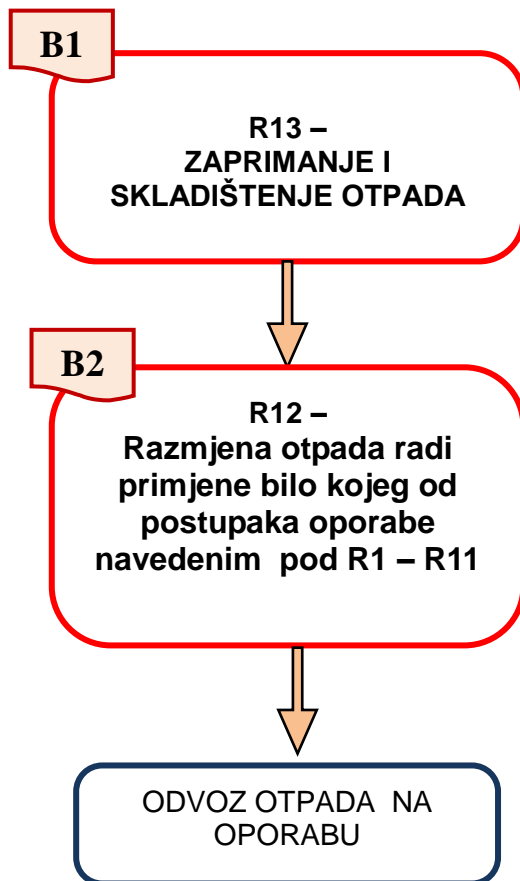 B1
R13 –
ZAPRIMANJE I
SKLADIŠTENJE OTPADA
B2
R12 –
Razmjena otpada radi
primjene bilo kojeg od
postupaka oporabe
navedenim pod R1 – R11
ODVOZ OTPADA NA
OPORABU